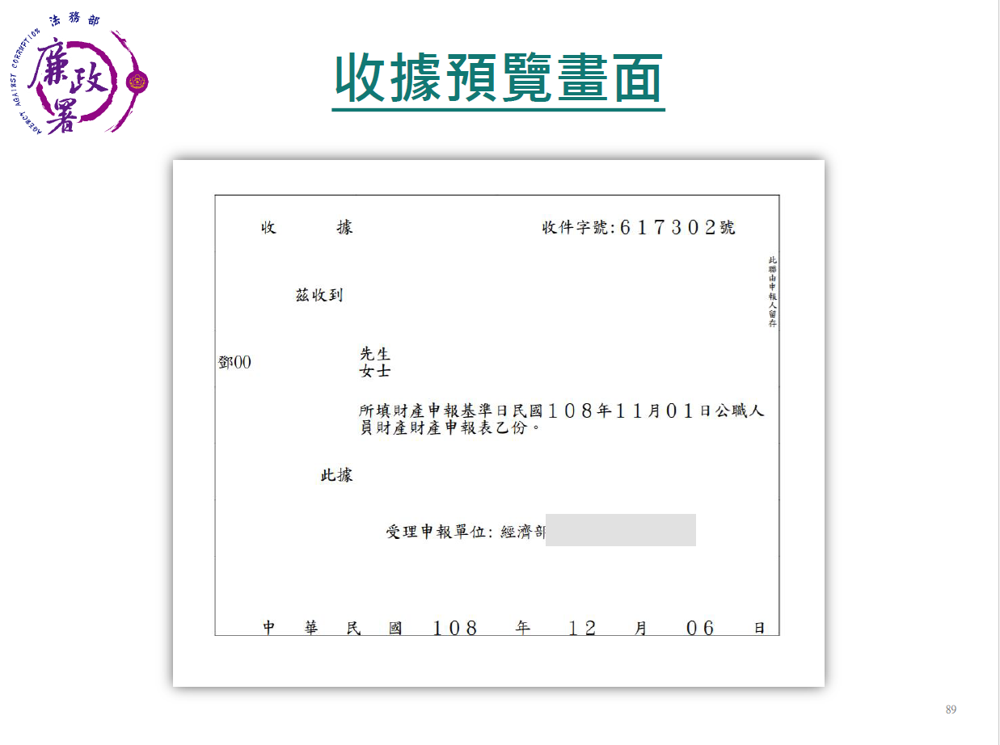 法務部
廉政署
AGENCY AGAINST CORRUPTION
收據預覽畫面
收 據 收件字號:617302號
此聯由申報人留存
茲收到
鄧00
先生
女士
所填財產申報基準日民國108年11月01日公職人
員財產財產申報表乙份。
此據
受理申報單位: 經濟部
中 華 民 國 108 年 12 月 06 日
89